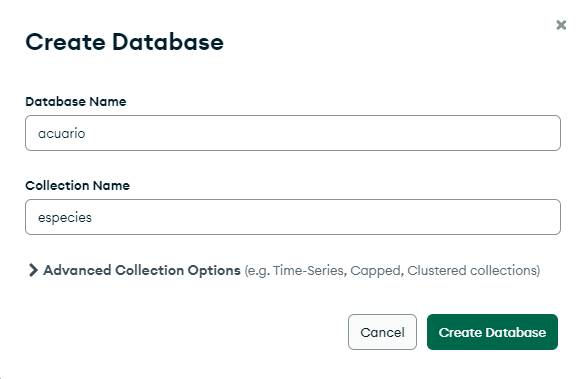 Create Database
Database Name
acuario
Collection Name
especies
Advanced Collection Options (e.g. Time-Series, Capped, Clustered collections)
Cancel
Create Database